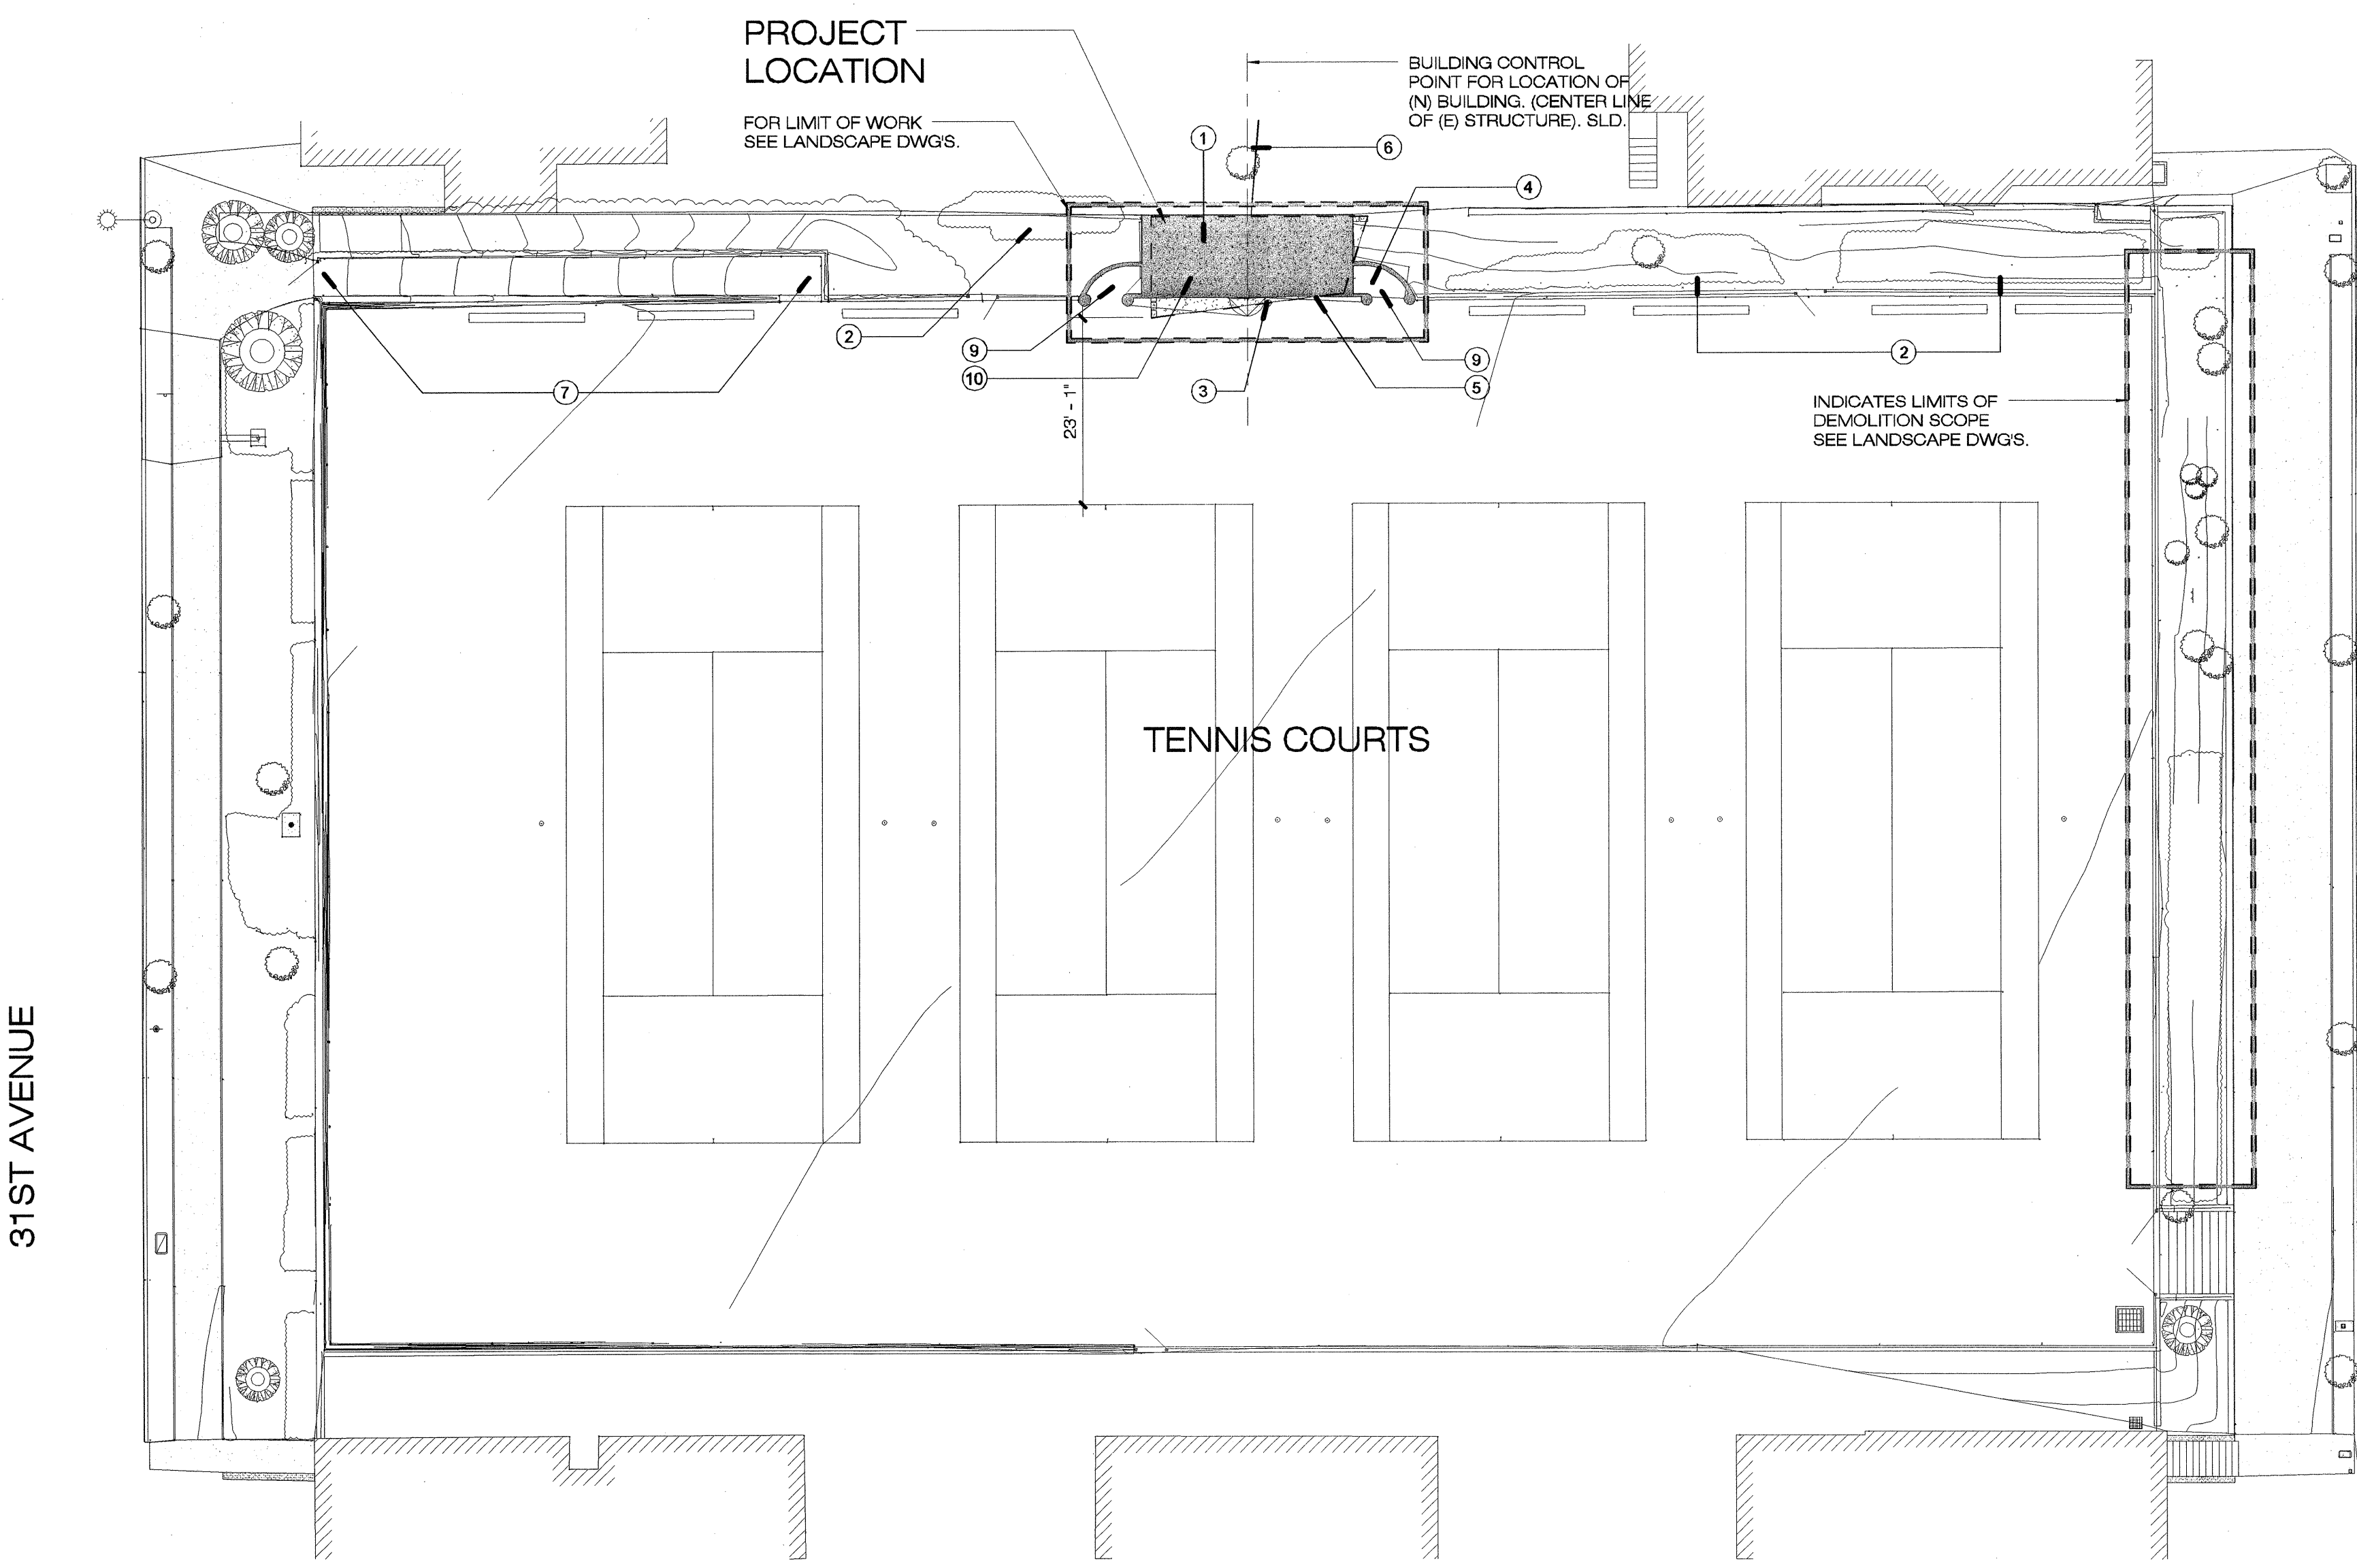 PROJECT
LOCATION
FOR LIMIT OF WORK
SEE LANDSCAPE DWG'S.
BUILDING CONTROL
POINT FOR LOCATION OF
(N) BUILDING. (CENTER LINE
OF (E) STRUCTURE). SLD.
1
6
4
2
9
10
7
3
9
5
2
23' - 1"
INDICATES LIMITS OF
DEMOLITION SCOPE
SEE LANDSCAPE DWG'S.
TENNIS COURTS
31ST AVENUE